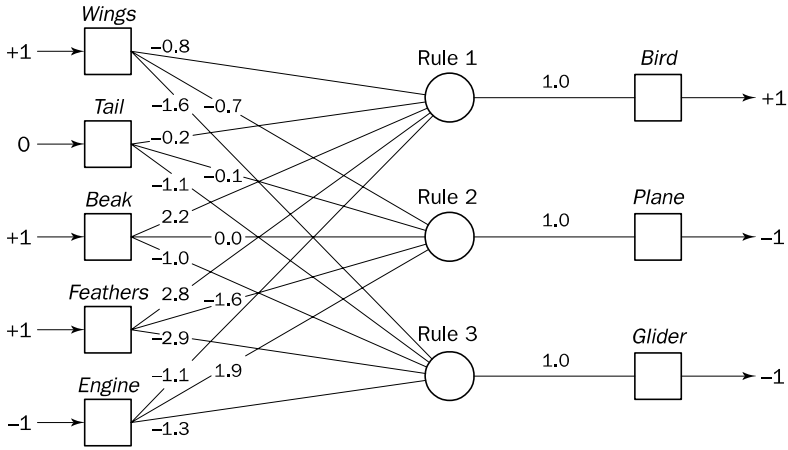 Wings
+1
–0.8
Rule 1
1.0
Bird
+1
–1.6
–0.7
Tail
0
–0.2
–0.1
–1.1
Beak
+1
2.2
0.0
–1.0
Rule 2
1.0
Plane
–1
Feathers
+1
2.8
–1.6
–2.9
Rule 3
1.0
Glider
–1
Engine
–1
–1.1
1.9
–1.3